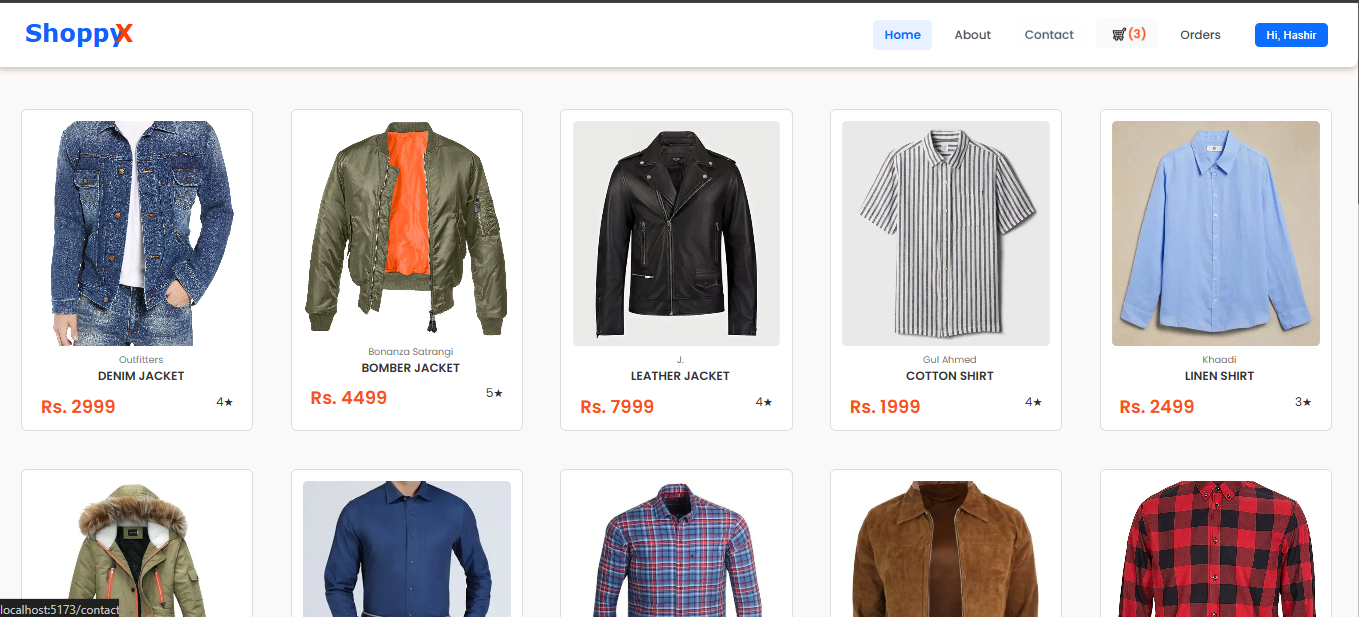 ShoppyX
Home About Contact (3) Orders Hi, Hashir
Outfitters
DENIM JACKET
Rs. 2999 4★
Bonanza Satrangi
BOMBER JACKET
Rs. 4499 5★
J.
LEATHER JACKET
Rs. 7999 4★
Gul Ahmed
COTTON SHIRT
Rs. 1999 4★
Khaadi
LINEN SHIRT
Rs. 2499 3★
localhost:5173/contact